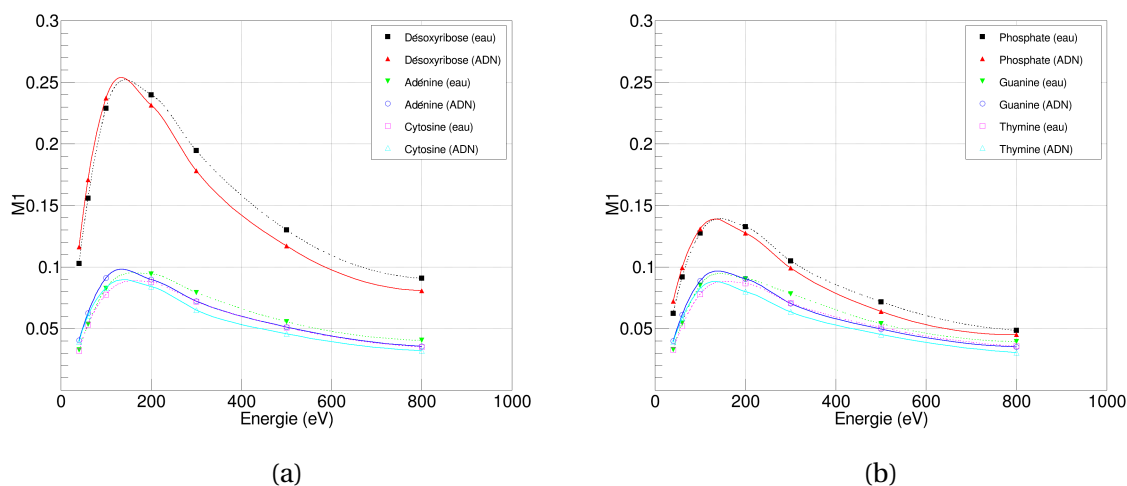 0.3
0.25
0.2
0.15
0.1
0.05
M1
0 200 400 600 800 1000
Energie (eV)
Désoxyribose (eau)
Désoxyribose (ADN)
Adénine (eau)
Adénine (ADN)
Cytosine (eau)
Cytosine (ADN)
(a)
0.3
0.25
0.2
0.15
0.1
0.05
M1
0 200 400 600 800 1000
Energie (eV)
Phosphate (eau)
Phosphate (ADN)
Guanine (eau)
Guanine (ADN)
Thymine (eau)
Thymine (ADN)
(b)